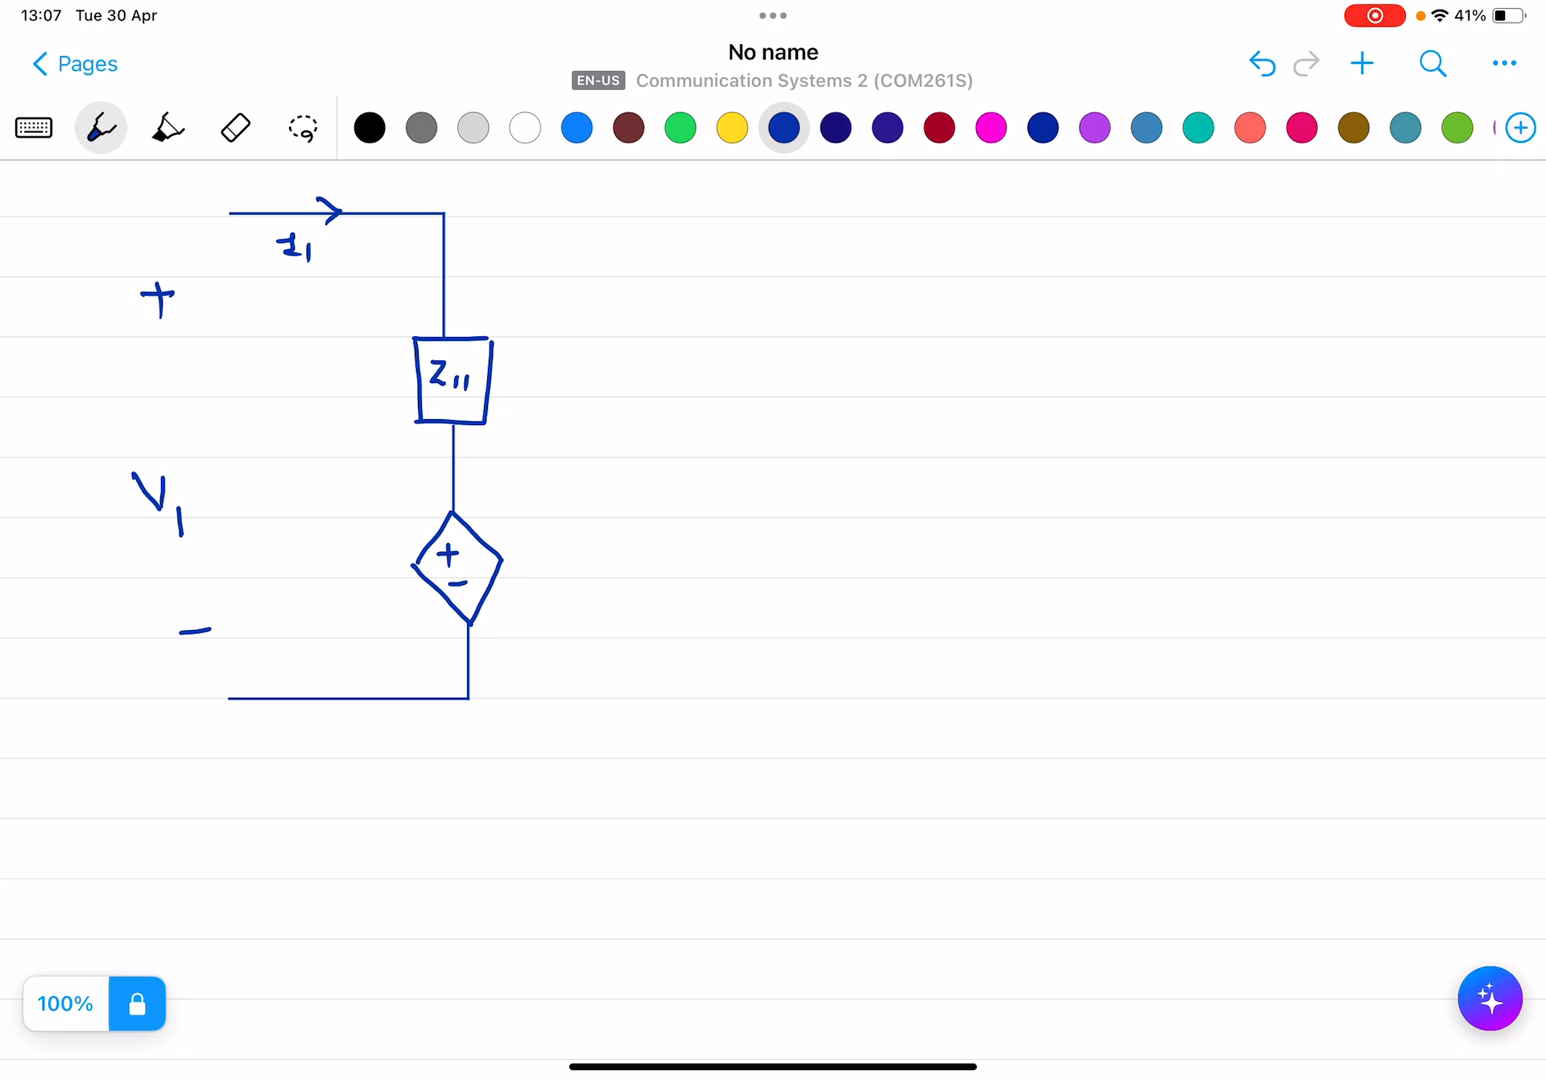 13:07 Tue 30 Apr
41%
Pages
No name
EN-US Communication Systems 2 (COM261S)
I1
+
Z11
V1
+
-
-
100%